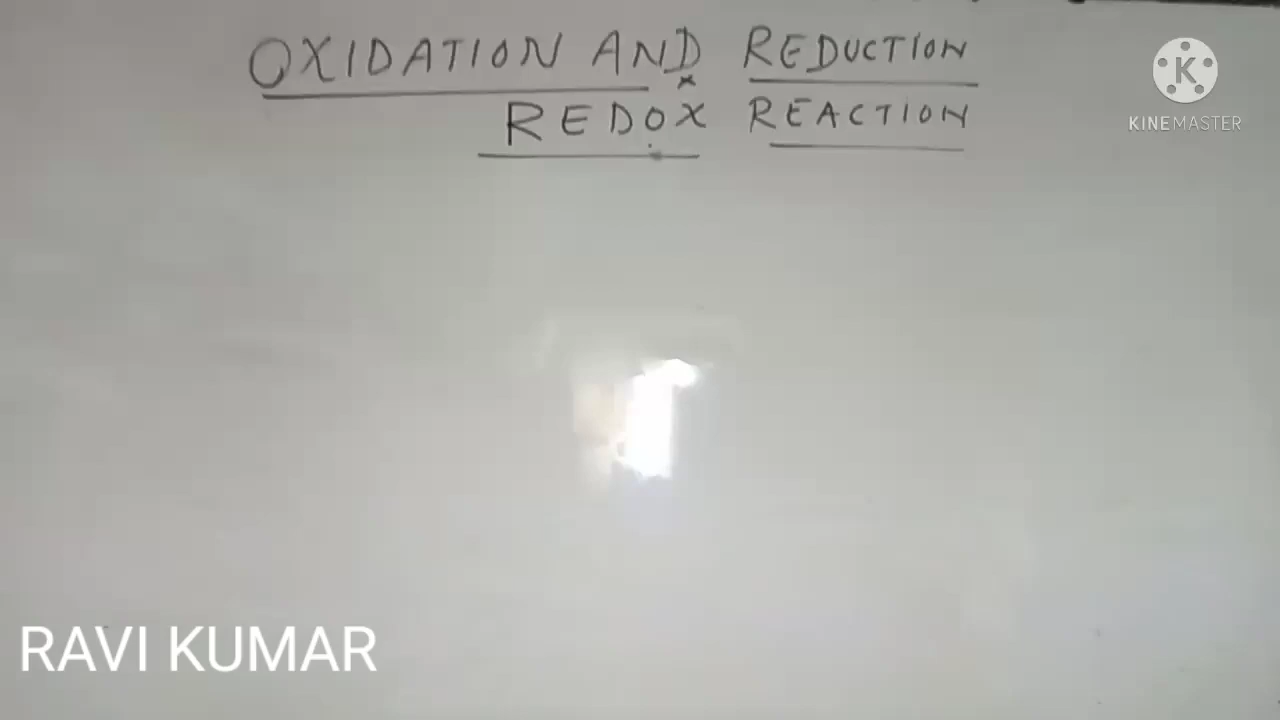 OXIDATION AND REDUCTION
REDOX REACTION
KINEMASTER
RAVI KUMAR